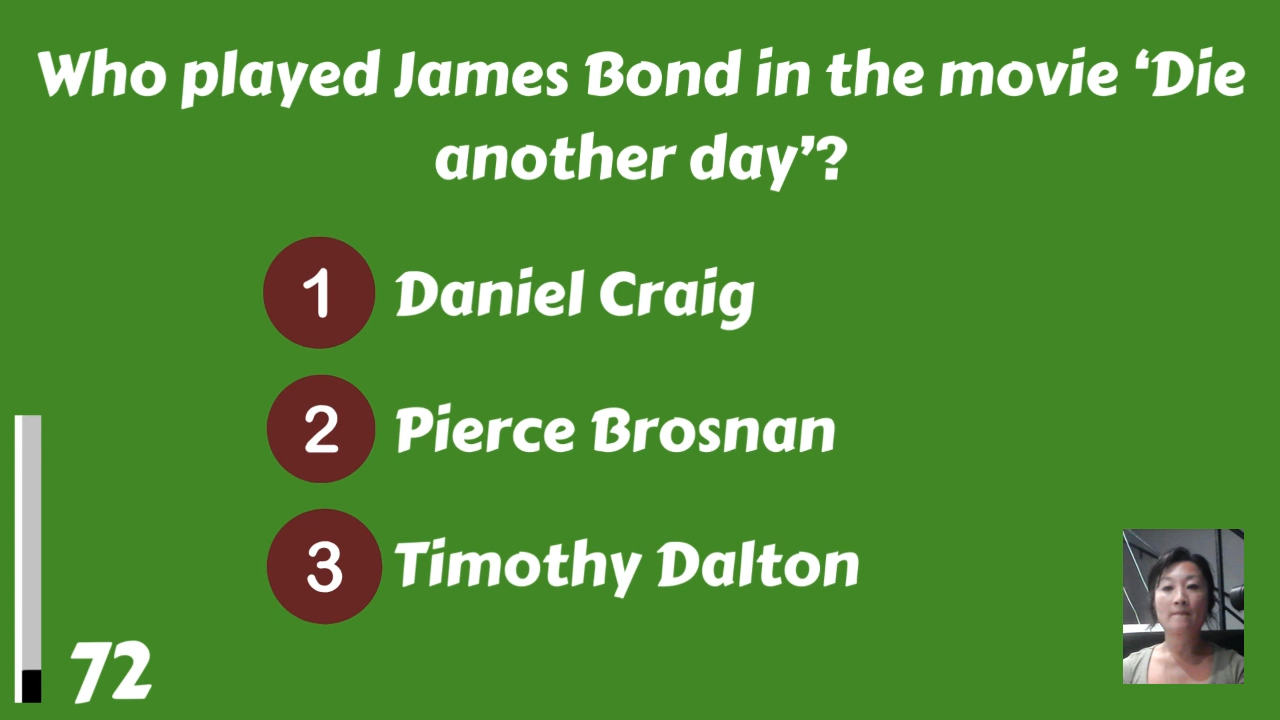 Who played James Bond in the movie ‘Die
another day’?
1 Daniel Craig
2 Pierce Brosnan
3 Timothy Dalton
72